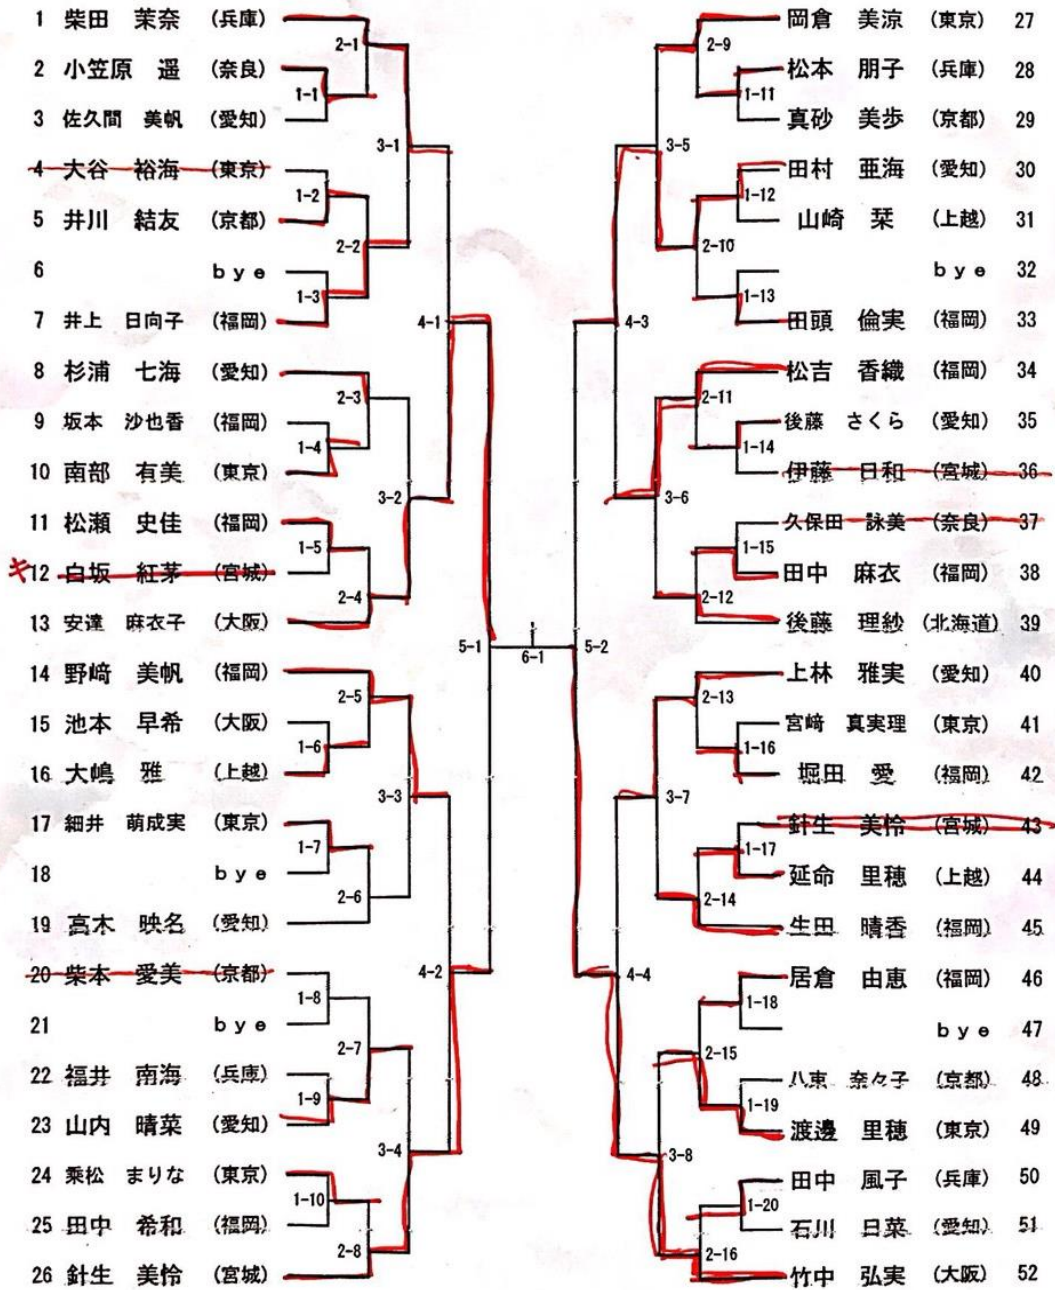 1 柴田 茉奈 (兵庫)
2-1
2 小笠原 遥 (奈良)
1-1
3 佐久間 美帆 (愛知)
3-1
4 大谷 裕海 (東京)
1-2
5 井川 結友 (京都)
2-2
6 bye
1-3
7 井上 日向子 (福岡)
4-1
8 杉浦 七海 (愛知)
2-3
9 坂本 沙也香 (福岡)
1-4
10 南部 有美 (東京)
3-2
11 松瀬 史佳 (福岡)
1-5
キ12 白坂 紅茅 (宮城)
2-4
13 安達 麻衣子 (大阪)
5-1
14 野﨑 美帆 (福岡)
2-5
15 池本 早希 (大阪)
1-6
16 大嶋 雅 (上越)
3-3
17 細井 萌成実 (東京)
1-7
18 bye
2-6
19 高木 映名 (愛知)
4-2
20 柴本 愛美 (京都)
1-8
21 bye
2-7
22 福井 南海 (兵庫)
1-9
23 山内 晴菜 (愛知)
3-4
24 乗松 まりな (東京)
1-10
25 田中 希和 (福岡)
2-8
26 針生 美怜 (宮城)
6-1
岡倉 美涼 (東京) 27
2-9
松本 朋子 (兵庫) 28
1-11
真砂 美歩 (京都) 29
3-5
田村 亜海 (愛知) 30
1-12
山崎 栞 (上越) 31
2-10
bye 32
1-13
田頭 倫実 (福岡) 33
4-3
松吉 香織 (福岡) 34
2-11
後藤 さくら (愛知) 35
1-14
伊藤 日和 (宮城) 36
3-6
久保田 詠美 (奈良) 37
1-15
田中 麻衣 (福岡) 38
2-12
後藤 理紗 (北海道) 39
5-2
上林 雅実 (愛知) 40
2-13
宮﨑 真実理 (東京) 41
1-16
堀田 愛 (福岡) 42
3-7
針生 美怜 (宮城) 43
1-17
延命 里穂 (上越) 44
2-14
生田 晴香 (福岡) 45
4-4
居倉 由恵 (福岡) 46
1-18
bye 47
2-15
八束 奈々子 (京都) 48
1-19
渡邊 里穂 (東京) 49
3-8
田中 風子 (兵庫) 50
1-20
石川 日菜 (愛知) 51
2-16
竹中 弘実 (大阪) 52